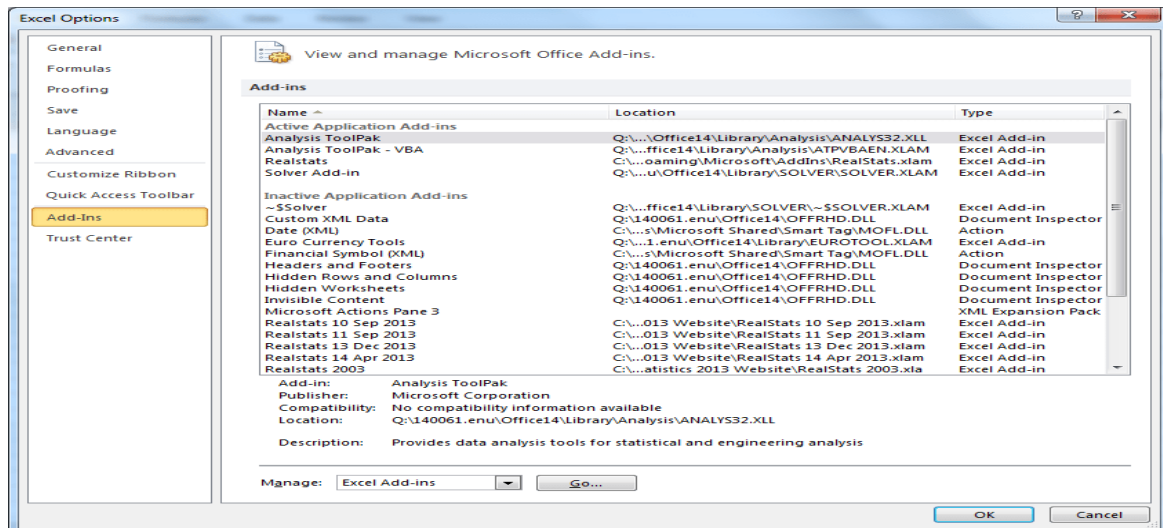 Excel Options
General
Formulas
Proofing
Save
Language
Advanced
Customize Ribbon
Quick Access Toolbar
Add-Ins
Trust Center
View and manage Microsoft Office Add-ins.
Add-ins
Name Location Type
Active Application Add-ins
Analysis ToolPak Q:\...\Office14\Library\Analysis\ANALYS32.XLL Excel Add-in
Analysis ToolPak - VBA Q:\...ffice14\Library\Analysis\ATPVBAEN.XLAM Excel Add-in
Realstats C:\...oaming\Microsoft\AddIns\RealStats.xlam Excel Add-in
Solver Add-in Q:\...u\Office14\Library\SOLVER\SOLVER.XLAM Excel Add-in
Inactive Application Add-ins
~$Solver Q:\...ffice14\Library\SOLVER\~$SOLVER.XLAM Excel Add-in
Custom XML Data Q:\140061.enu\Office14\OFFRHD.DLL Document Inspector
Date (XML) C:\...s\Microsoft Shared\Smart Tag\MOFL.DLL Action
Euro Currency Tools Q:\...1.enu\Office14\Library\EUROTOOL.XLAM Excel Add-in
Financial Symbol (XML) C:\...s\Microsoft Shared\Smart Tag\MOFL.DLL Action
Headers and Footers Q:\140061.enu\Office14\OFFRHD.DLL Document Inspector
Hidden Rows and Columns Q:\140061.enu\Office14\OFFRHD.DLL Document Inspector
Hidden Worksheets Q:\140061.enu\Office14\OFFRHD.DLL Document Inspector
Invisible Content Q:\140061.enu\Office14\OFFRHD.DLL Document Inspector
Microsoft Actions Pane 3 XML Expansion Pack
Realstats 10 Sep 2013 C:\...013 Website\RealStats 10 Sep 2013.xlam Excel Add-in
Realstats 11 Sep 2013 C:\...013 Website\RealStats 11 Sep 2013.xlam Excel Add-in
Realstats 13 Dec 2013 C:\...013 Website\RealStats 13 Dec 2013.xlam Excel Add-in
Realstats 14 Apr 2013 C:\...013 Website\RealStats 14 Apr 2013.xlam Excel Add-in
Realstats 2003 C:\...atistics 2013 Website\RealStats 2003.xla Excel Add-in
Add-in: Analysis ToolPak
Publisher: Microsoft Corporation
Compatibility: No compatibility information available
Location: Q:\140061.enu\Office14\Library\Analysis\ANALYS32.XLL
Description: Provides data analysis tools for statistical and engineering analysis
Manage: Excel Add-ins Go...
OK Cancel